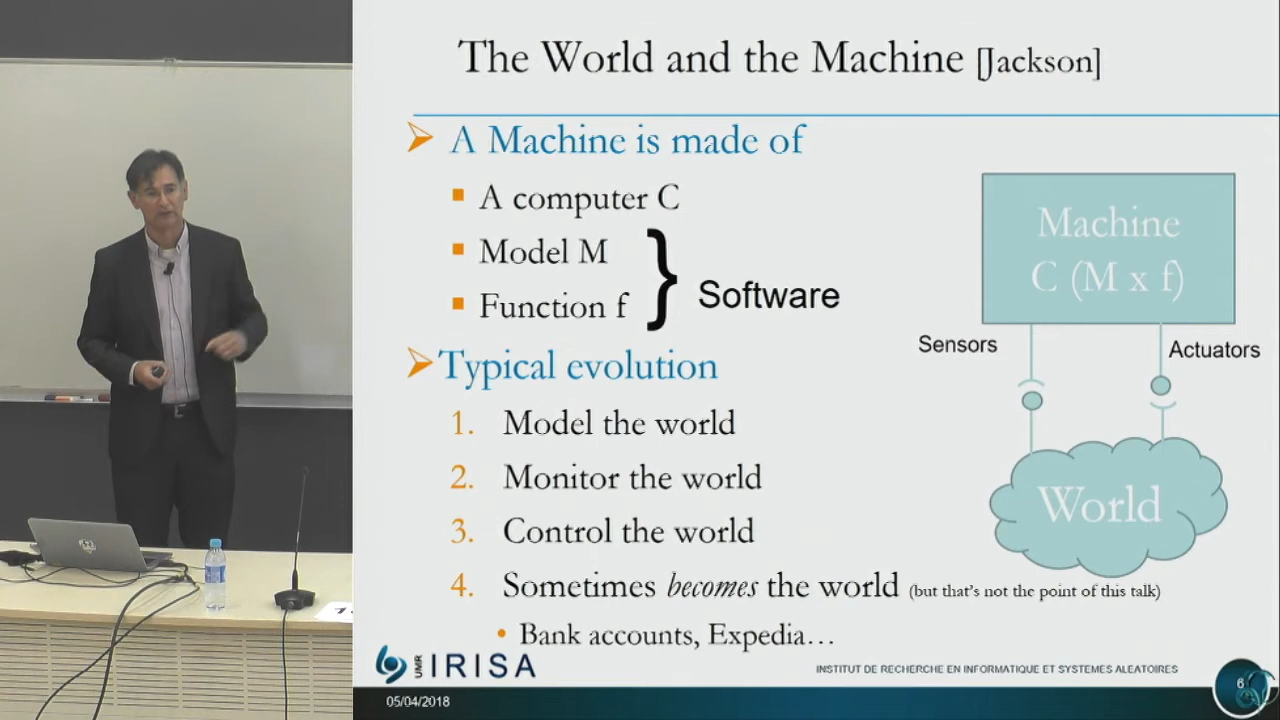 The World and the Machine [Jackson]
A Machine is made of
A computer C
Model M
Function f
Software
Typical evolution
1. Model the world
2. Monitor the world
3. Control the world
4. Sometimes becomes the world (but that's not the point of this talk)
Bank accounts, Expedia…
Machine
C (M x f)
Sensors
Actuators
World
UMR IRISA
INSTITUT DE RECHERCHE EN INFORMATIQUE ET SYSTEMES ALEATOIRES
05/04/2018
6